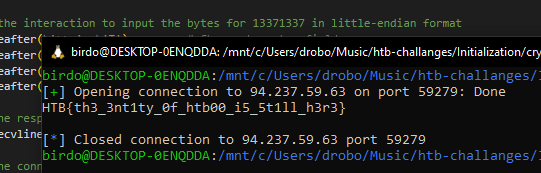 the interaction to input the bytes for 13371337 in little-endian format
eafter(
birdo@DESKTOP-0ENQDDA: /mnt/c/Users/drobo/Music/htb-challanges/Initialization/cry
eafter(
eafter(
eafter(
birdo@DESKTOP-0ENQDDA:/mnt/c/Users/drobo/Music/htb-challanges/I
[+] Opening connection to 94.237.59.63 on port 59279: Done
HTB{th3_3nt1ty_0f_htb00_i5_5t1ll_h3r3}
the resp
ecvline
[*] Closed connection to 94.237.59.63 port 59279
birdo@DESKTOP-0ENQDDA:/mnt/c/Users/drobo/Music/htb-challanges/I
the conn